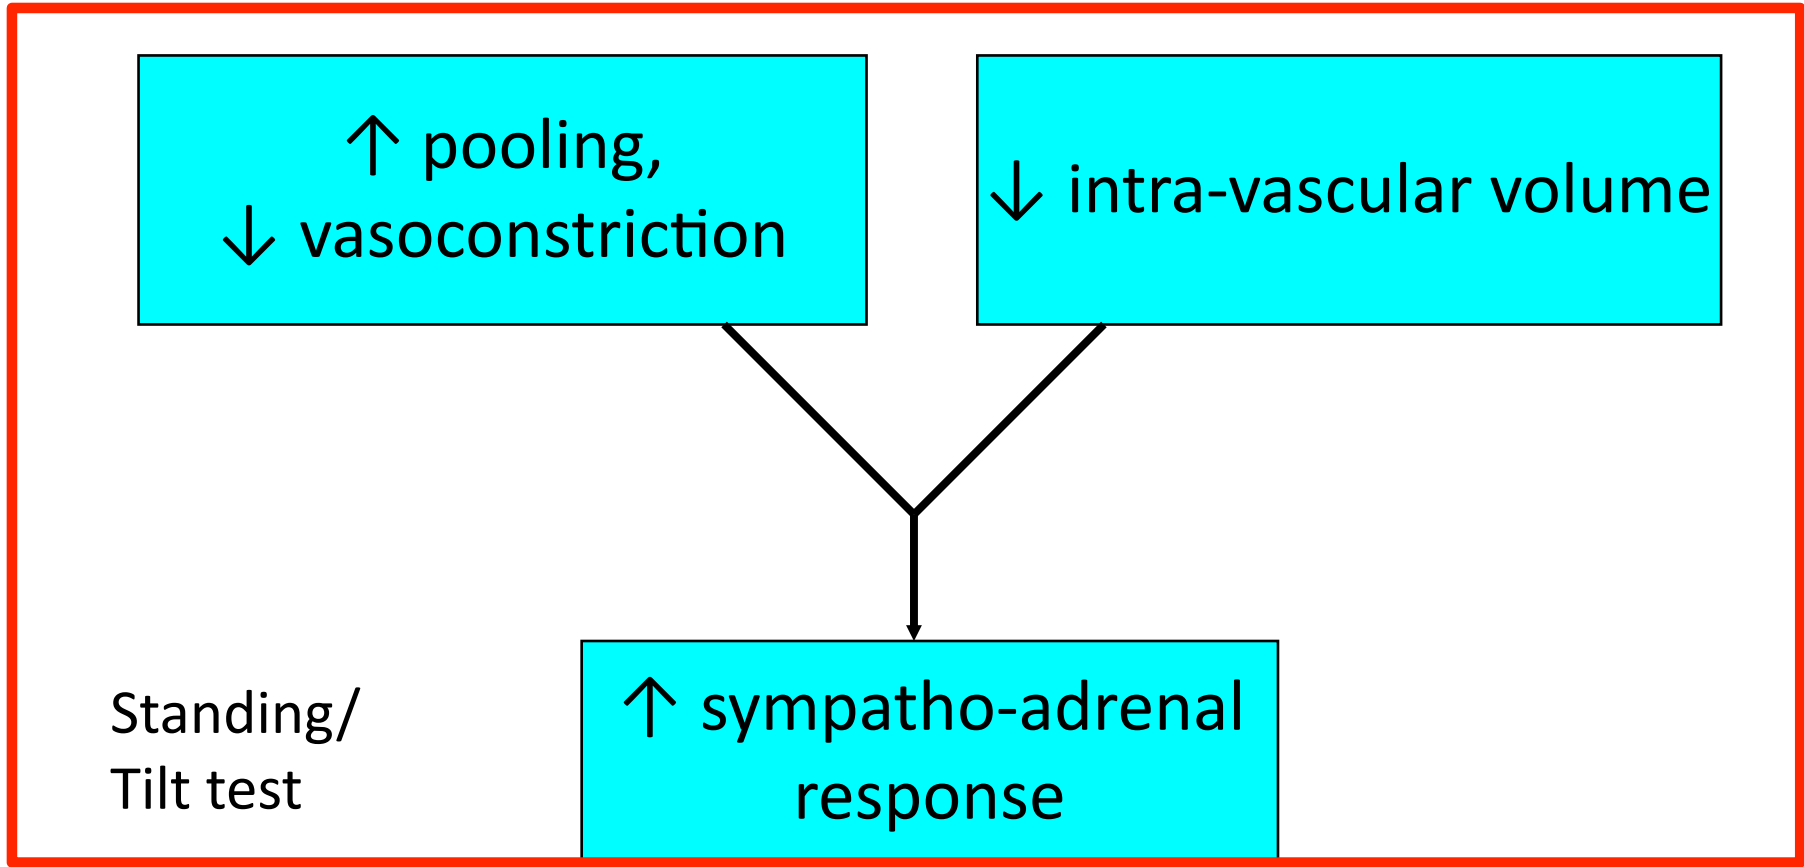 ↑ pooling,
↓ vasoconstriction
↓ intra-vascular volume
↑ sympatho-adrenal
response
Standing/
Tilt test